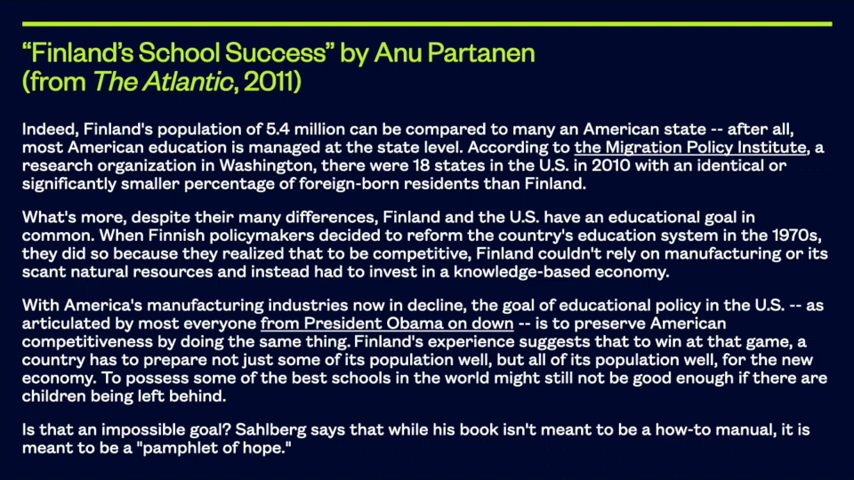 “Finland’s School Success” by Anu Partanen
(from The Atlantic, 2011)
Indeed, Finland's population of 5.4 million can be compared to many an American state -- after all,
most American education is managed at the state level. According to the Migration Policy Institute, a
research organization in Washington, there were 18 states in the U.S. in 2010 with an identical or
significantly smaller percentage of foreign-born residents than Finland.
What's more, despite their many differences, Finland and the U.S. have an educational goal in
common. When Finnish policymakers decided to reform the country's education system in the 1970s,
they did so because they realized that to be competitive, Finland couldn't rely on manufacturing or its
scant natural resources and instead had to invest in a knowledge-based economy.
With America's manufacturing industries now in decline, the goal of educational policy in the U.S. -- as
articulated by most everyone from President Obama on down -- is to preserve American
competitiveness by doing the same thing. Finland's experience suggests that to win at that game, a
country has to prepare not just some of its population well, but all of its population well, for the new
economy. To possess some of the best schools in the world might still not be good enough if there are
children being left behind.
Is that an impossible goal? Sahlberg says that while his book isn't meant to be a how-to manual, it is
meant to be a "pamphlet of hope."